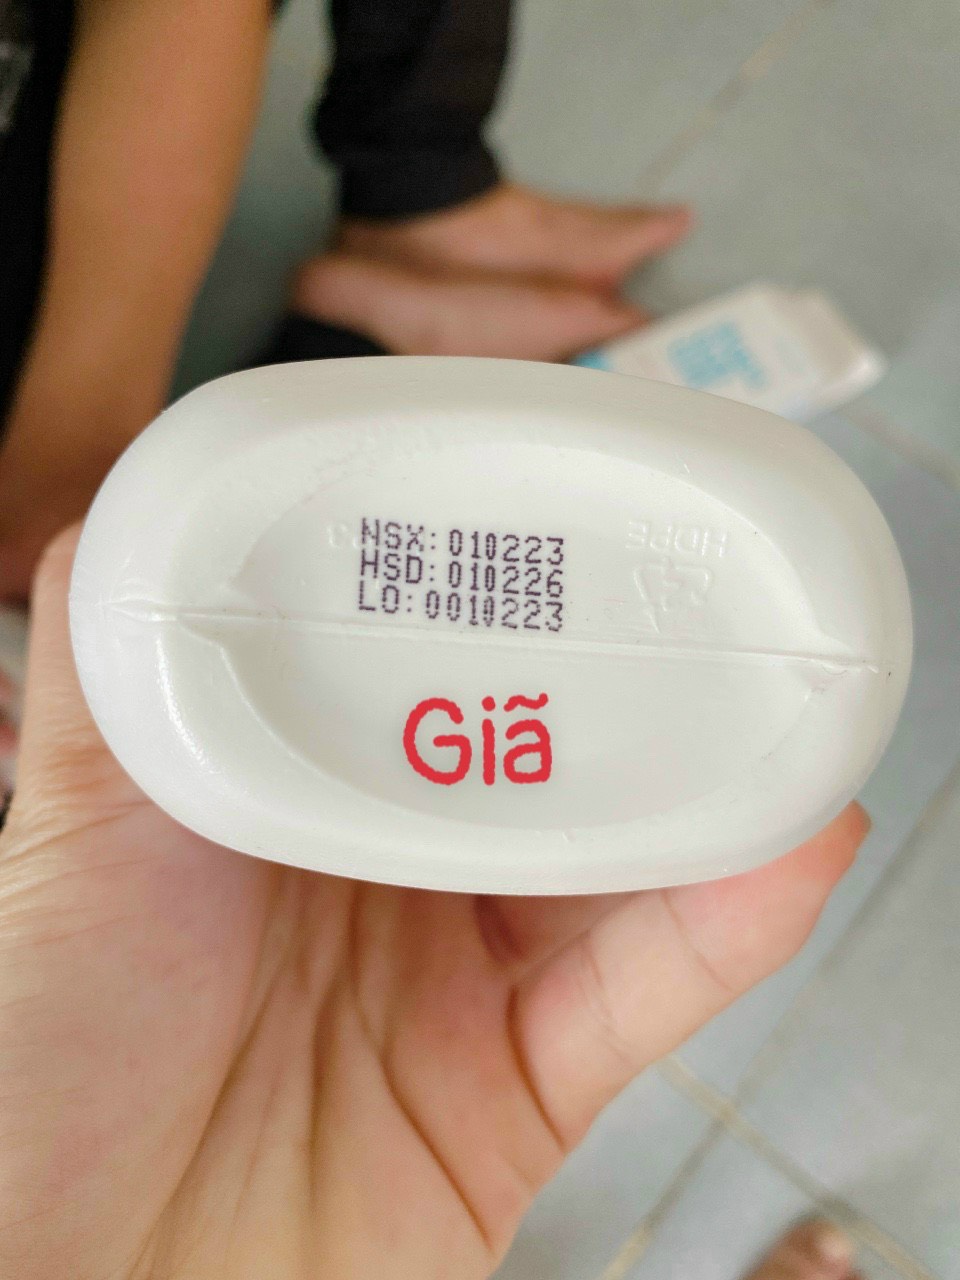 NSX: 010223
HSD: 010226
LO: 0010223
HDPE
Giã